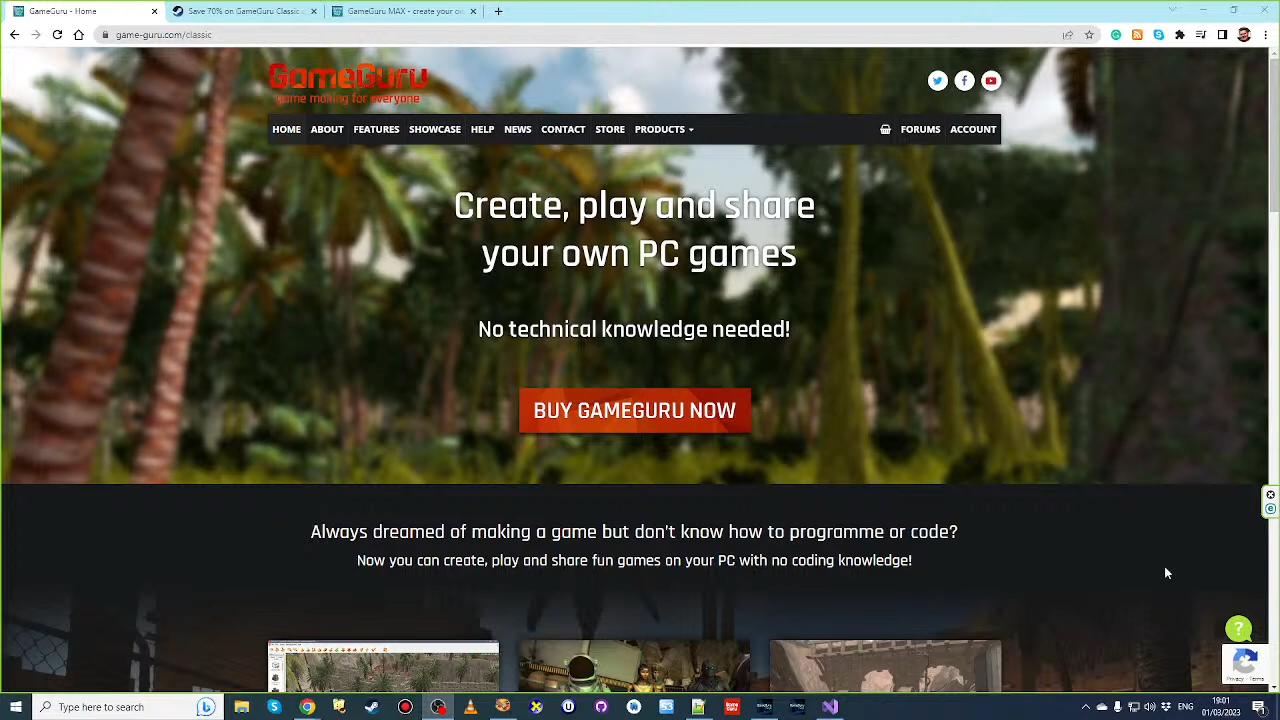 GameGuru - Home
Save 70% on GameGuru Classic
GameGuru MAX - create your ow
game-guru.com/classic
GameGuru
Game making for everyone
HOME ABOUT FEATURES SHOWCASE HELP NEWS CONTACT STORE PRODUCTS FORUMS ACCOUNT
Create, play and share
your own PC games
No technical knowledge needed!
BUY GAMEGURU NOW
Always dreamed of making a game but don't know how to programme or code?
Now you can create, play and share fun games on your PC with no coding knowledge!
?
Privacy - Terms
Type here to search
ENG
19:01
01/03/2023